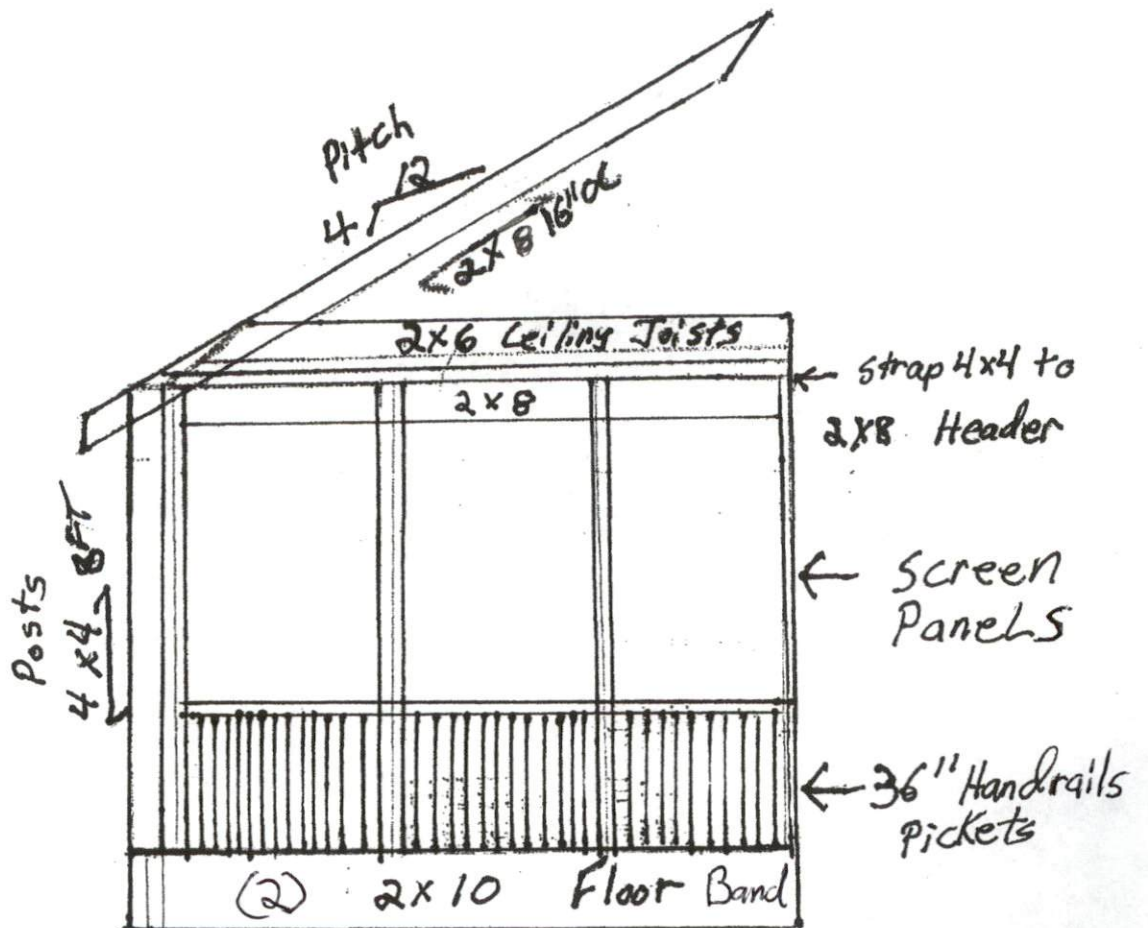 Pitch
12
4
2x8 16"oc
2x6 Ceiling Joists
strap 4x4 to
2x8 Header
2x8
Posts
4x4 8FT
Screen
Panels
36" Handrails
Pickets
(2) 2x10 Floor Band